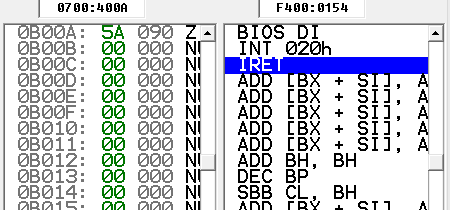 0700:400A F400:0154
0B00A: 5A 090 Z BIOS DI
0B00B: 00 000 NU INT 020h
0B00C: 00 000 NU IRET
0B00D: 00 000 NU ADD [BX + SI], A
0B00E: 00 000 NU ADD [BX + SI], A
0B00F: 00 000 NU ADD [BX + SI], A
0B010: 00 000 NU ADD [BX + SI], A
0B011: 00 000 NU ADD [BX + SI], A
0B012: 00 000 NU ADD BH, BH
0B013: 00 000 NU DEC BP
0B014: 00 000 NU SBB CL, BH
0B015: 00 000 NU ADD [BX + SI], A